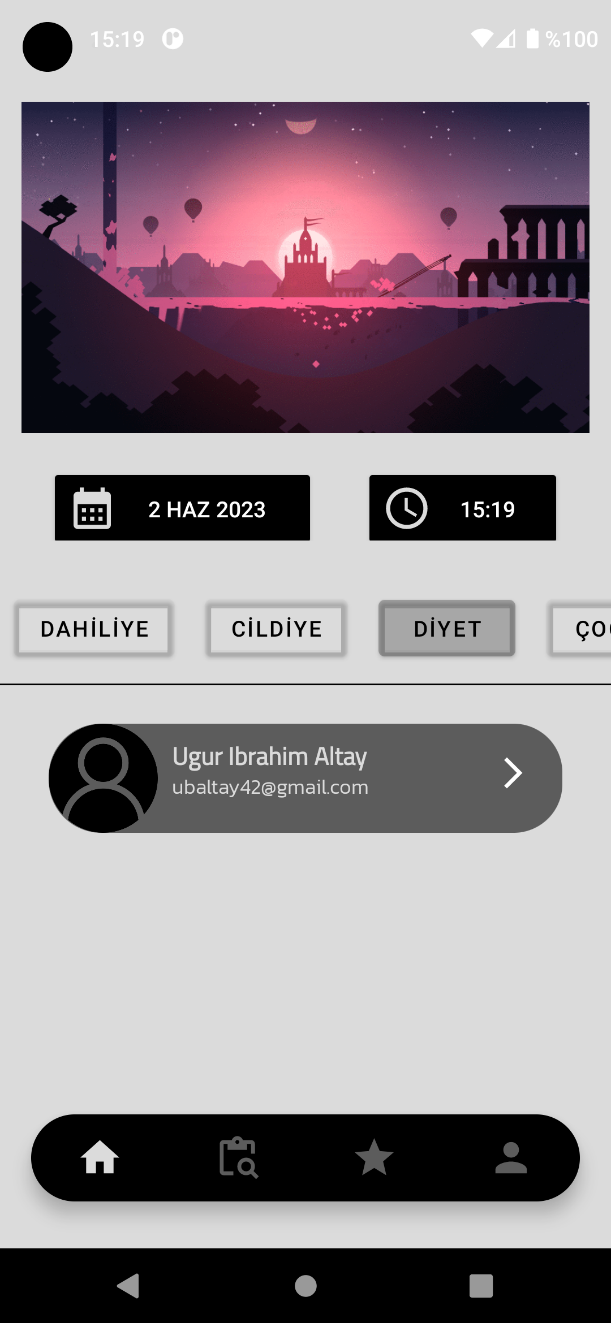 15:19 %100
2 HAZ 2023 15:19
DAHİLİYE CİLDİYE DİYET ÇO
Ugur Ibrahim Altay
ubaltay42@gmail.com